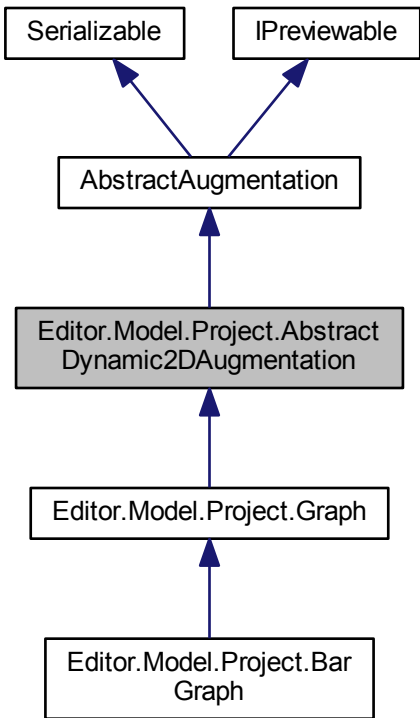 Serializable
IPreviewable
AbstractAugmentation
Editor.Model.Project.Abstract
Dynamic2DAugmentation
Editor.Model.Project.Graph
Editor.Model.Project.Bar
Graph